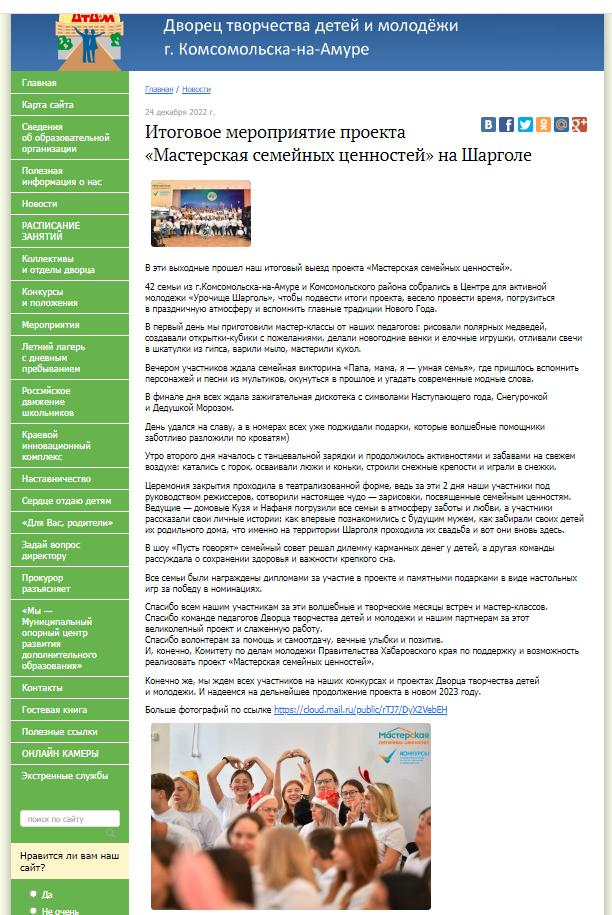 ДТДиМ
Дворец творчества детей и молодёжи
г. Комсомольска-на-Амуре
Главная
Карта сайта
Сведения
об образовательной
организации
Полезная
информация о нас
Новости
РАСПИСАНИЕ
ЗАНЯТИЙ
Коллективы
и отделы дворца
Конкурсы
и положения
Мероприятия
Летний лагерь
с дневным
пребыванием
Российское
движение
школьников
Краевой
инновационный
комплекс
Наставничество
Сердце отдаю детям
«Для Вас, родители»
Задай вопрос
директору
Прокурор
разъясняет
«Мы —
Муниципальный
опорный центр
развития
дополнительного
образования»
Контакты
Гостевая книга
Полезные ссылки
ОНЛАЙН КАМЕРЫ
Экстренные службы
поиск по сайту
Нравится ли вам наш
сайт?
Да
Не очень
Главная / Новости
24 декабря 2022 г.
Итоговое мероприятие проекта
«Мастерская семейных ценностей» на Шарголе
В эти выходные прошел наш итоговый выезд проекта «Мастерская семейных ценностей».
42 семьи из г.Комсомольска-на-Амуре и Комсомольского района собрались в Центре для активной
молодежи «Урочище Шарголь», чтобы подвести итоги проекта, весело провести время, погрузиться
в праздничную атмосферу и вспомнить главные традиции Нового Года.
В первый день мы приготовили мастер-классы от наших педагогов: рисовали полярных медведей,
создавали открытки-кубики с пожеланиями, делали новогодние венки и елочные игрушки, отливали свечи
в шкатулки из гипса, варили мыло, мастерили кукол.
Вечером участников ждала семейная викторина «Папа, мама, я — умная семья», где пришлось вспомнить
персонажей и песни из мультиков, окунуться в прошлое и угадать современные модные слова.
В финале дня всех ждала зажигательная дискотека с символами Наступающего года, Снегурочкой
и Дедушкой Морозом.
День удался на славу, а в номерах всех уже поджидали подарки, которые волшебные помощники
заботливо разложили по кроватям)
Утро второго дня началось с танцевальной зарядки и продолжилось активностями и забавами на свежем
воздухе: катались с горок, осваивали лыжи и коньки, строили снежные крепости и играли в снежки.
Церемония закрытия проходила в театрализованной форме, ведь за эти 2 дня наши участники под
руководством режиссеров, сотворили настоящее чудо — зарисовки, посвященные семейным ценностям.
Ведущие — домовые Кузя и Нафаня погрузили все семьи в атмосферу заботы и любви, а участники
рассказали свои личные истории: как впервые познакомились с будущим мужем, как забирали своих детей
их родильного дома, что именно на территории Шарголя проходила их свадьба и вот они вновь здесь.
В шоу «Пусть говорят» семейный совет решал дилемму карманных денег у детей, а другая команда
рассуждала о сохранении здоровья и важности крепкого сна.
Все семьи были награждены дипломами за участие в проекте и памятными подарками в виде настольных
игр за победу в номинациях.
Спасибо всем нашим участникам за эти волшебные и творческие месяцы встреч и мастер-классов.
Спасибо команде педагогов Дворца творчества детей и молодежи и нашим партнерам за этот
великолепный проект и слаженную работу.
Спасибо волонтерам за помощь и самоотдачу, вечные улыбки и позитив.
И, конечно, Комитету по делам молодежи Правительства Хабаровского края по поддержку и возможность
реализовать проект «Мастерская семейных ценностей».
Конечно же, мы ждем всех участников на наших конкурсах и проектах Дворца творчества детей
и молодежи. И надеемся на дельнейшее продолжение проекта в новом 2023 году.
Больше фотографий по ссылке https://cloud.mail.ru/public/rTJ7/DyX2VebEH
Мастерская
семейных ценностей
КОНКУРСЫ